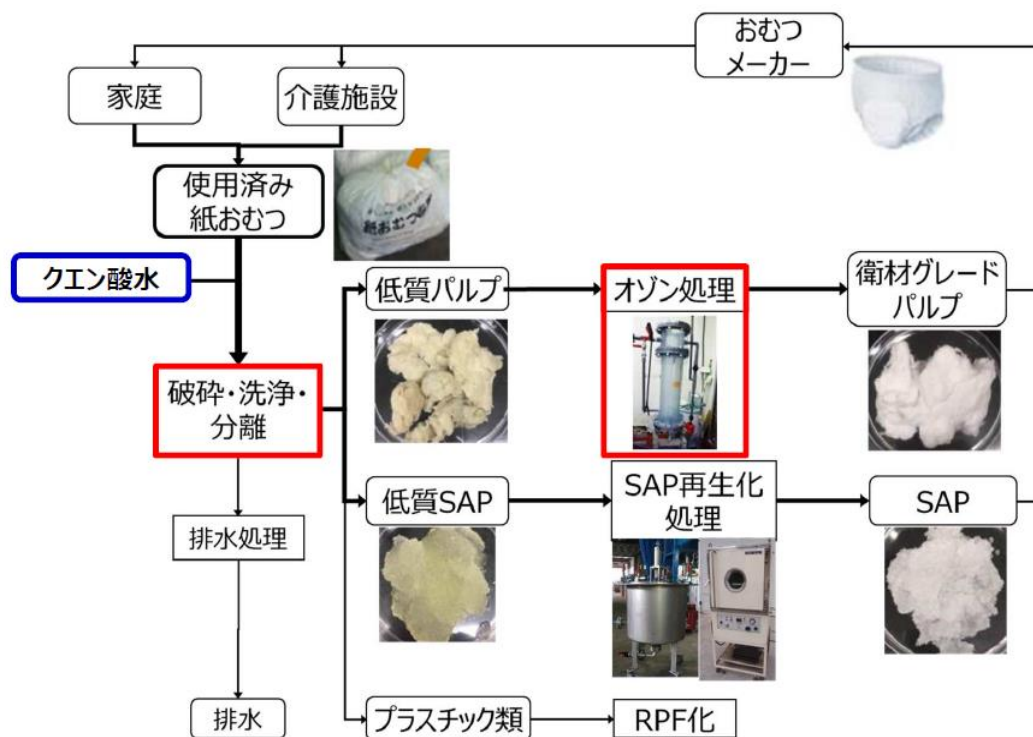 おむつ
メーカー
家庭
介護施設
使用済み
紙おむつ
クエン酸水
破砕・洗浄・
分離
低質パルプ
オゾン処理
衛材グレード
パルプ
低質SAP
SAP再生化
処理
SAP
排水処理
排水
プラスチック類
RPF化